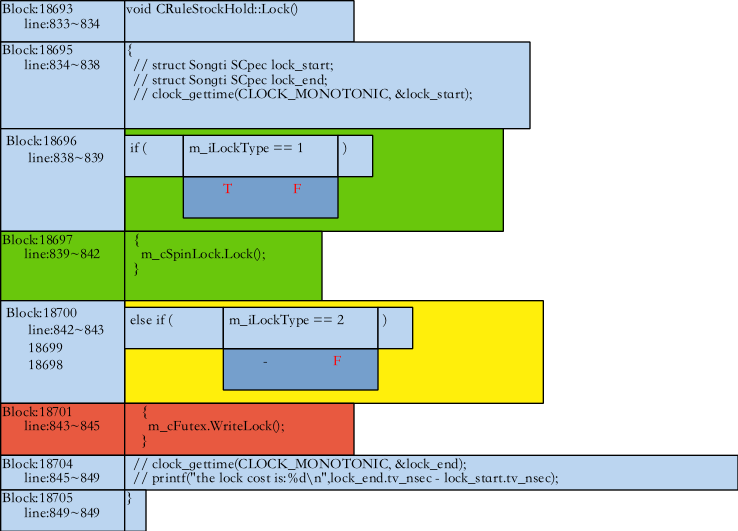 Block:18693 void CRuleStockHold::Lock()
line:833~834
Block:18695 {
line:834~838 // struct Songti SCpec lock_start;
// struct Songti SCpec lock_end;
// clock_gettime(CLOCK_MONOTONIC, &lock_start);
Block:18696 if ( m_iLockType == 1 )
line:838~839
T F
Block:18697 {
line:839~842 m_cSpinLock.Lock();
}
Block:18700 else if ( m_iLockType == 2 )
line:842~843
18699
18698 - F
Block:18701 {
line:843~845 m_cFutex.WriteLock();
}
Block:18704 // clock_gettime(CLOCK_MONOTONIC, &lock_end);
line:845~849 // printf("the lock cost is:%d\n",lock_end.tv_nsec - lock_start.tv_nsec);
Block:18705 }
line:849~849